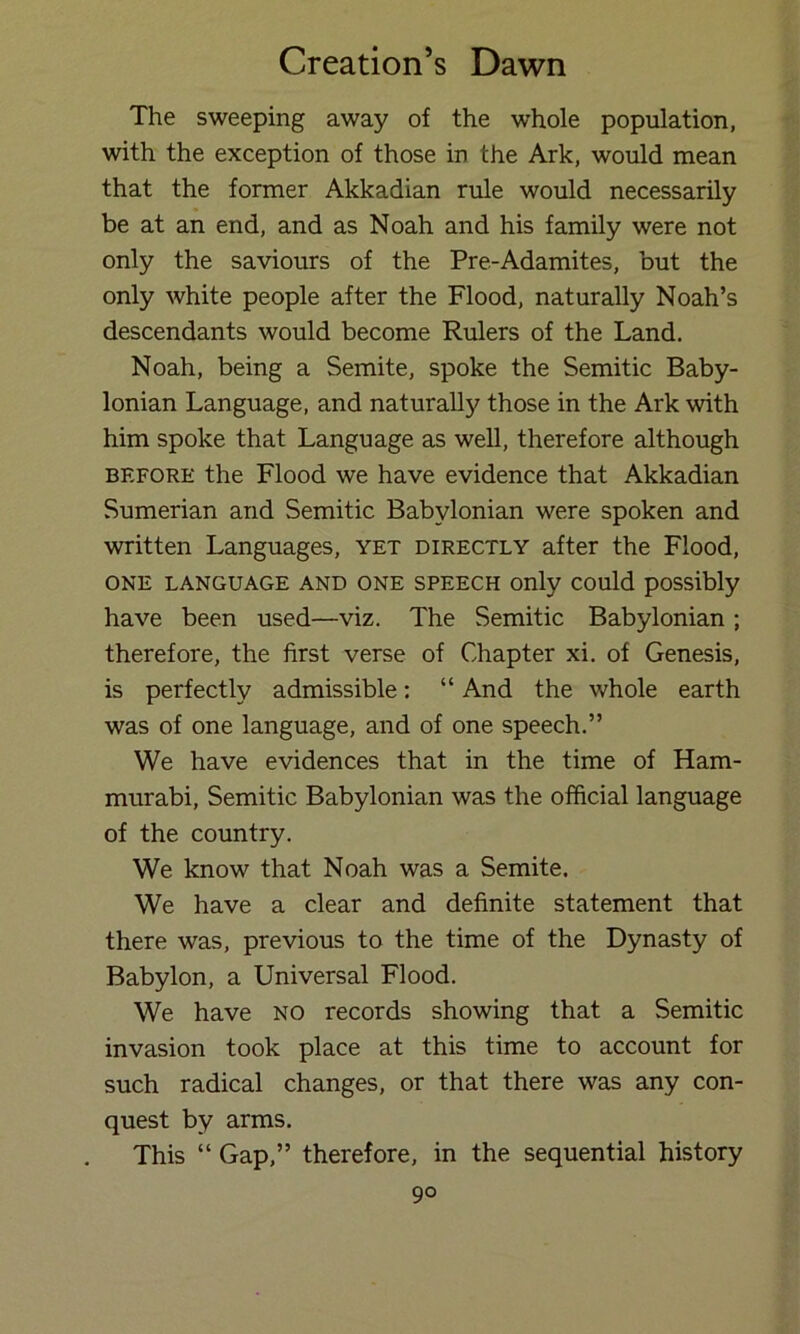 Creation’s Dawn
The sweeping away of the whole population,
with the exception of those in the Ark, would mean
that the former Akkadian rule would necessarily
be at an end, and as Noah and his family were not
only the saviours of the Pre-Adamites, but the
only white people after the Flood, naturally Noah’s
descendants would become Rulers of the Land.
Noah, being a Semite, spoke the Semitic Baby-
lonian Language, and naturally those in the Ark with
him spoke that Language as well, therefore although
BEFORE the Flood we have evidence that Akkadian
Sumerian and Semitic Babylonian were spoken and
written Languages, YET DIRECTLY after the Flood,
ONE LANGUAGE AND ONE SPEECH only could possibly
have been used—viz. The Semitic Babylonian ;
therefore, the first verse of Chapter xi. of Genesis,
is perfectly admissible : “ And the whole earth
was of one language, and of one speech.”
We have evidences that in the time of Ham-
murabi, Semitic Babylonian was the official language
of the country.
We know that Noah was a Semite.
We have a clear and definite statement that
there was, previous to the time of the Dynasty of
Babylon, a Universal Flood.
We have NO records showing that a Semitic
invasion took place at this time to account for
such radical changes, or that there was any con-
quest by arms.
This “ Gap,” therefore, in the sequential history
90